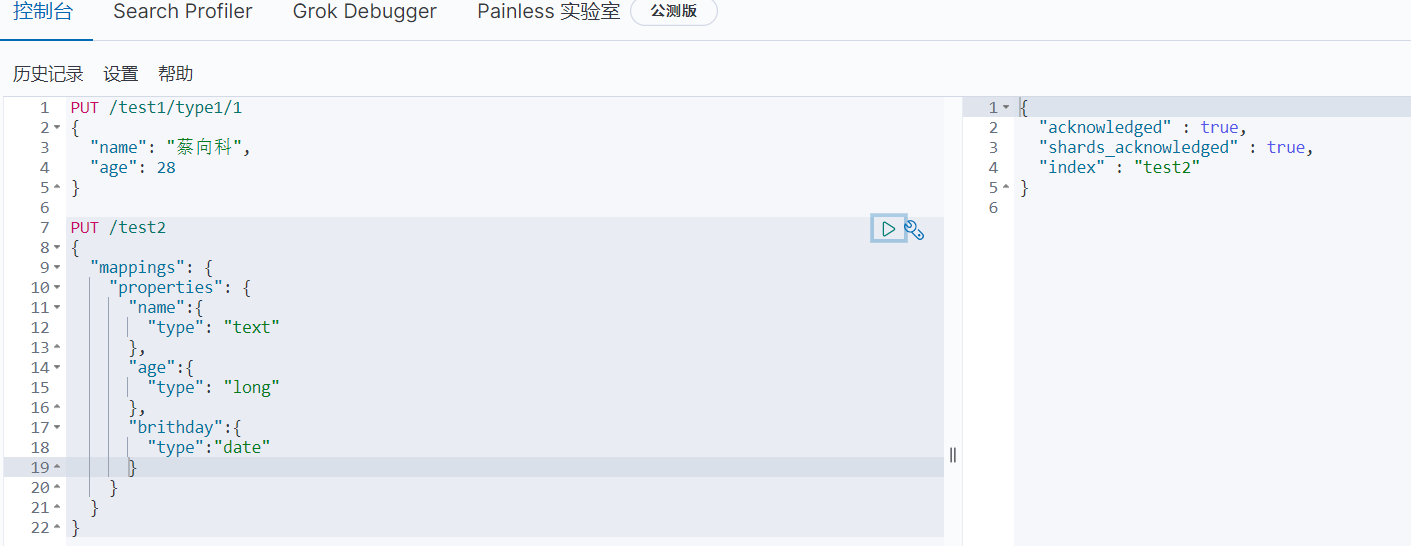 控制台 Search Profiler Grok Debugger Painless 实验室 公测版
历史记录 设置 帮助
1 PUT /test1/type1/1
2 {
3 "name": "蔡向科",
4 "age": 28
5 }
6
7 PUT /test2
8 {
9 "mappings": {
10 "properties": {
11 "name":{
12 "type": "text"
13 },
14 "age":{
15 "type": "long"
16 },
17 "brithday":{
18 "type":"date"
19 }
20 }
21 }
22 }
1 {
2 "acknowledged" : true,
3 "shards_acknowledged" : true,
4 "index" : "test2"
5 }
6